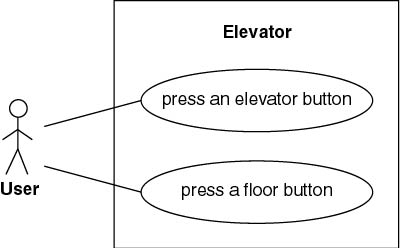 Elevator
press an elevator button
User
press a floor button